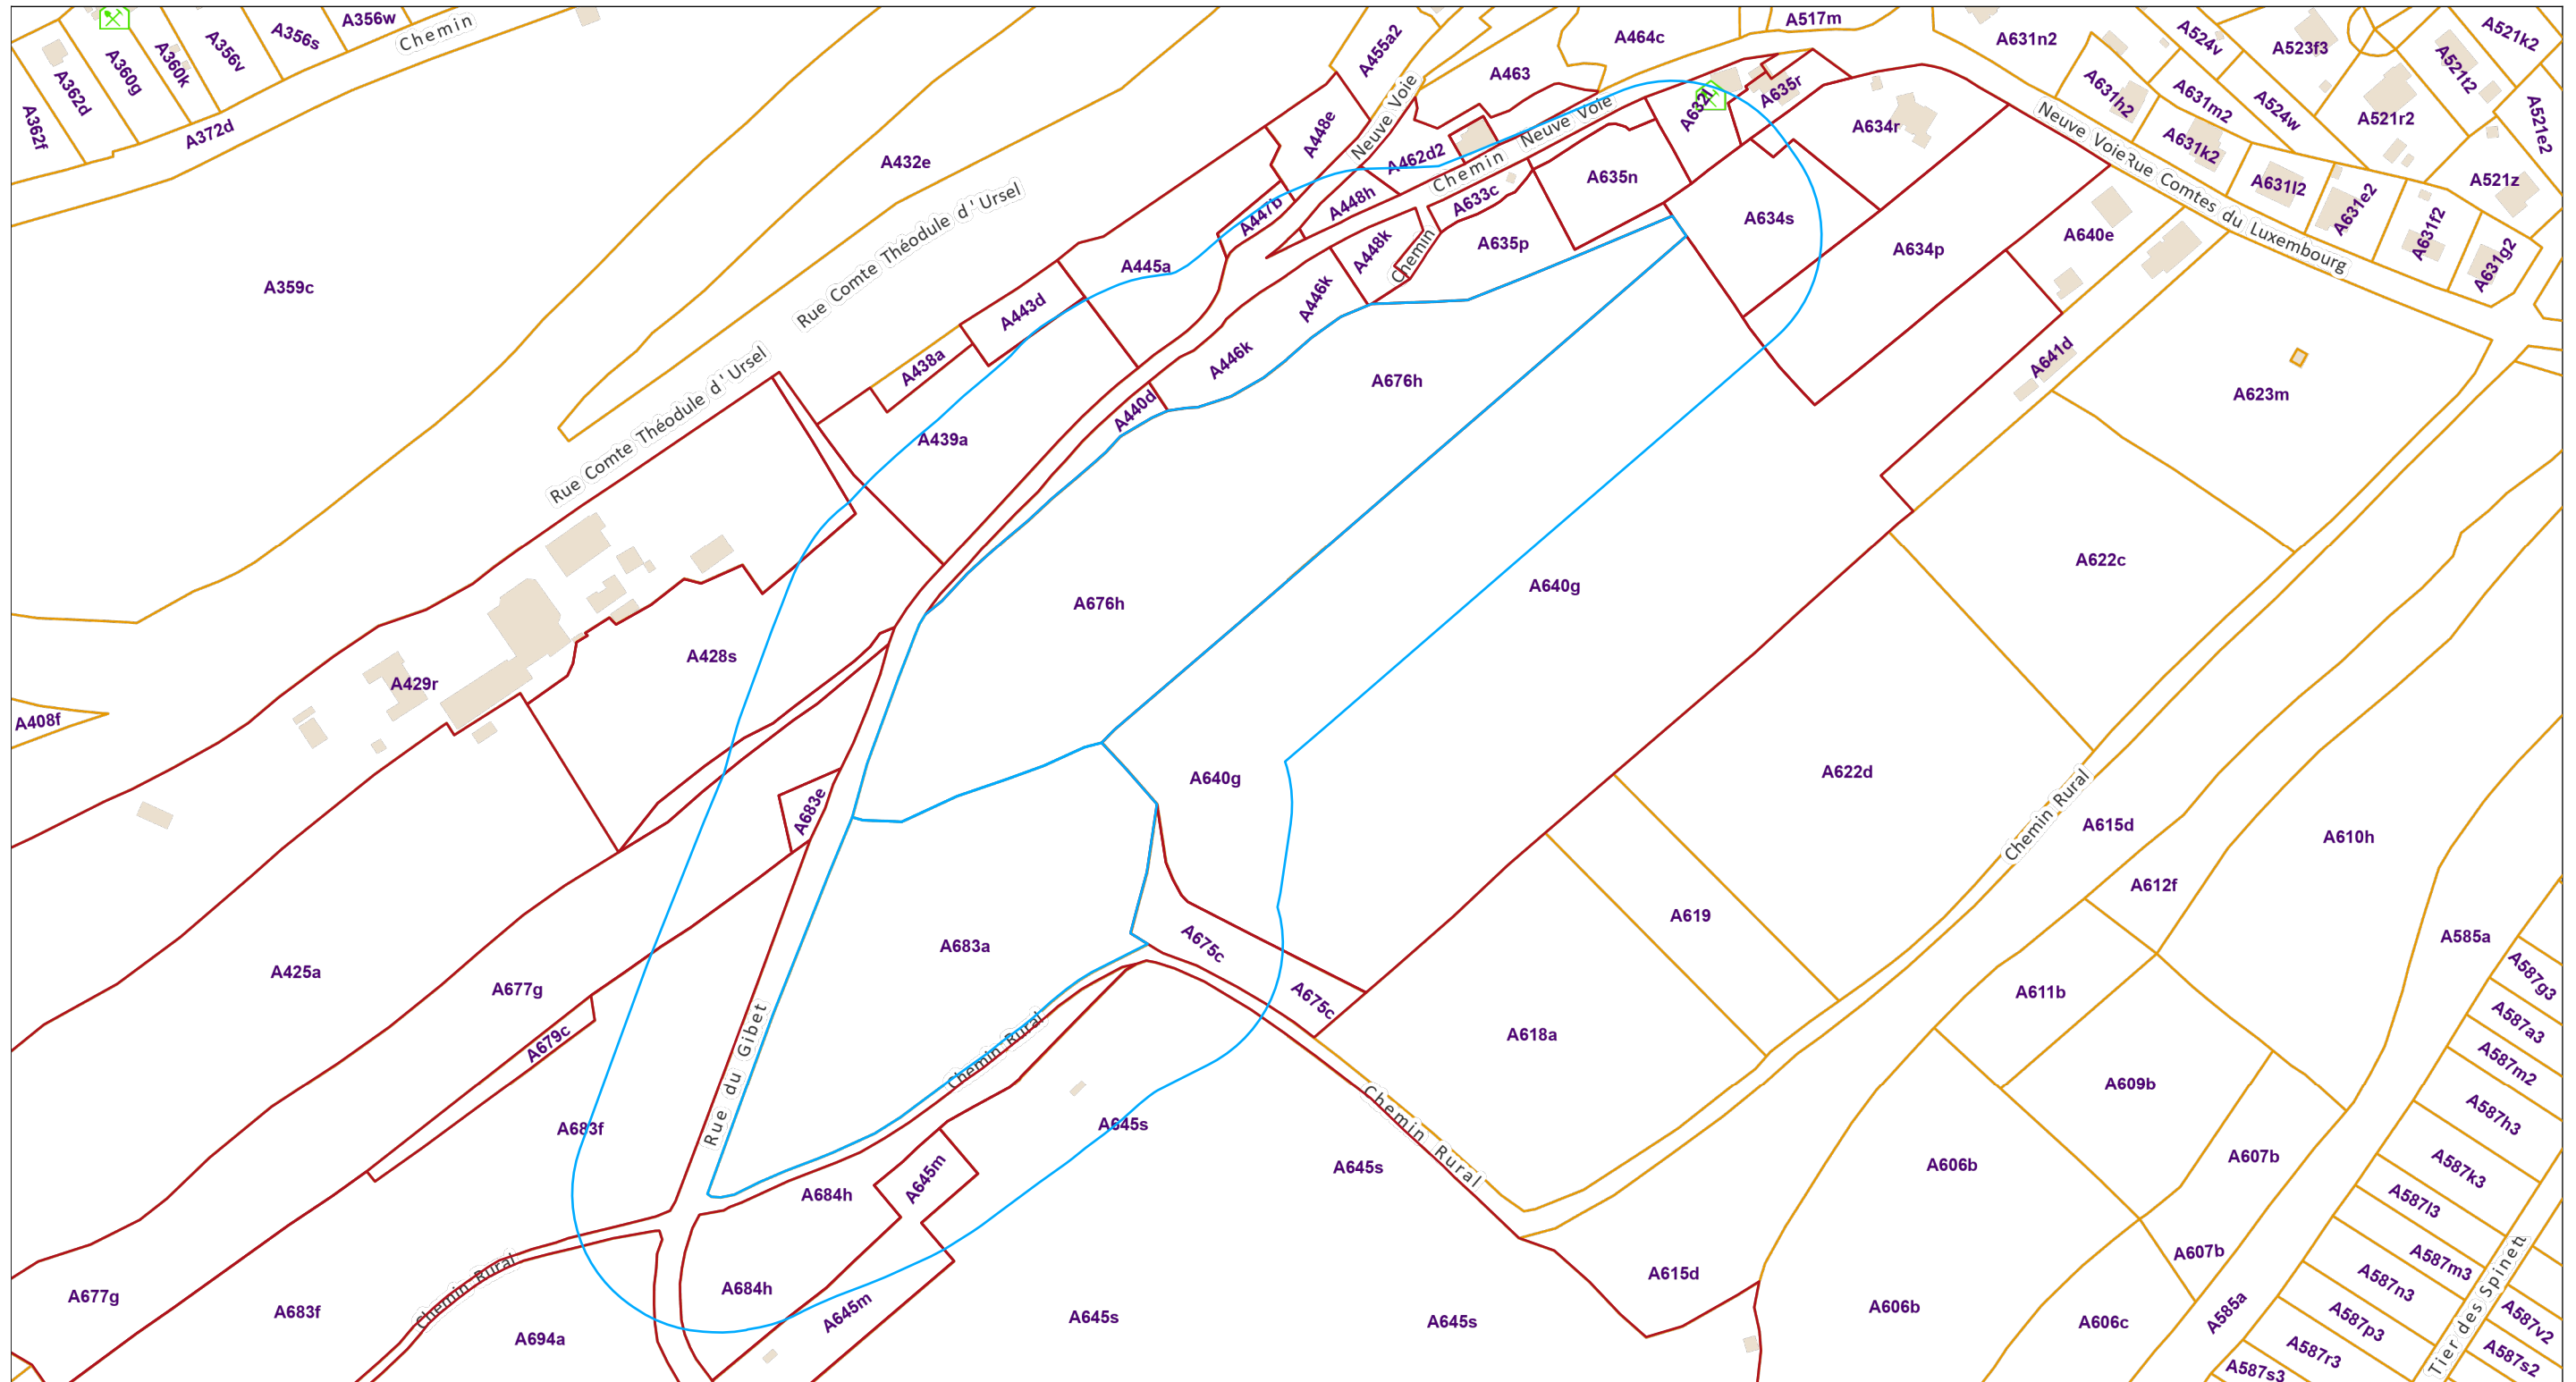 A356w
Chemin
A356s
A356v
A360k
A360g
A362d
A362f
A372d
A359c
A432e
Rue Comte Théodule d'Ursel
Rue Comte Théodule d'Ursel
A455a2
A448e
Neuve Voie
A463
A464c
A517m
A462d2
Chemin
Neuve Voie
A448h
A447b
A633c
A448k
Chemin
A635p
A635n
A632l
A635r
A634r
A634s
A634p
A631n2
A631h2
A631m2
A631k2
A524v
A524w
A523f3
A521r2
A521t2
A521k2
A521e2
A521z
A631l2
A631e2
A631f2
A631g2
Neuve Voie
Rue Comtes du Luxembourg
A640e
A641d
A623m
A445a
A443d
A438a
A439a
A446k
A446k
A440d
A676h
A676h
A640g
A640g
A622c
A622d
A428s
A429r
A408f
A683e
A425a
A677g
A679c
A683f
A683a
A675c
A675c
A619
A618a
Chemin Rural
A615d
A612f
A610h
A611b
A609b
A585a
A587g3
A587a3
A587m2
A587h3
A587k3
A587l3
A587m3
A587n3
A587p3
A587r3
A587s3
A587v2
A587s2
Rue du Gibet
Chemin Rural
Chemin Rural
A645s
A645s
A645m
A684h
A684h
A645m
A645s
A645s
A606b
A606b
A607b
A607b
A606c
A585a
A615d
Chemin Rural
A677g
A683f
A694a
Tier des Spinett